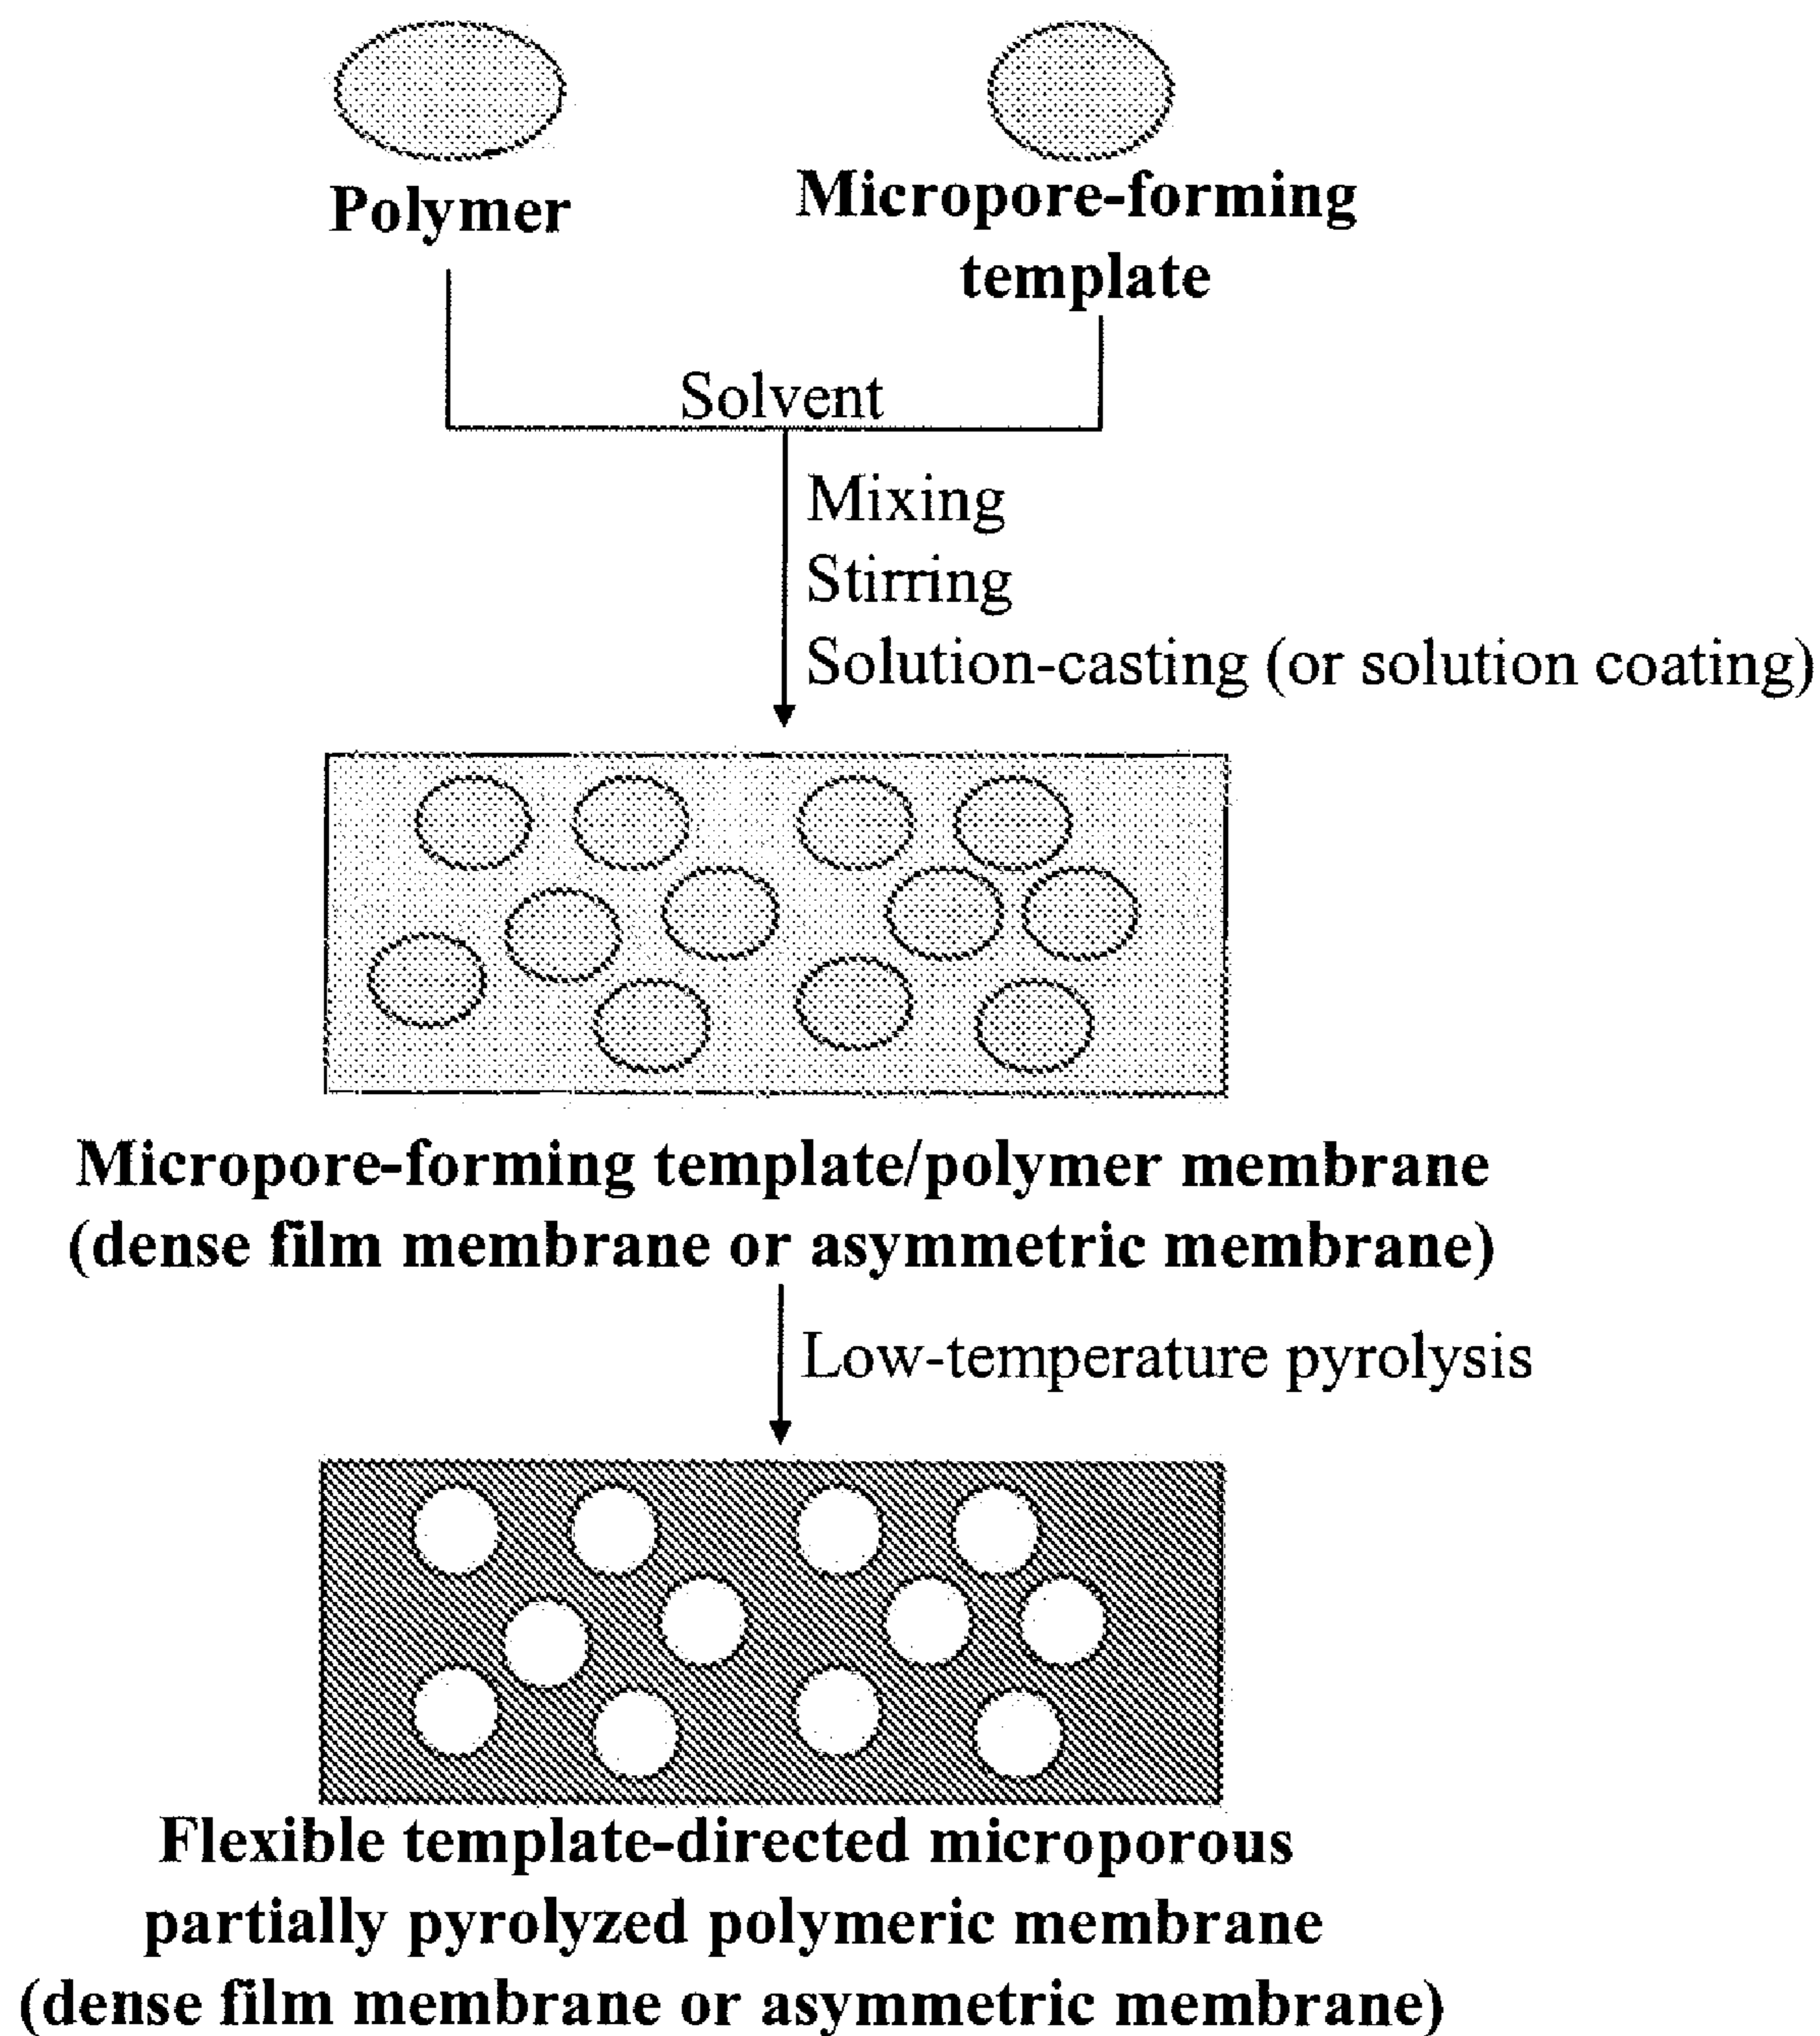 Polymer
Micropore-forming
template
Solvent
Mixing
Stirring
Solution-casting (or solution coating)
Micropore-forming template/polymer membrane
(dense film membrane or asymmetric membrane)
Low-temperature pyrolysis
Flexible template-directed microporous
partially pyrolyzed polymeric membrane
(dense film membrane or asymmetric membrane)